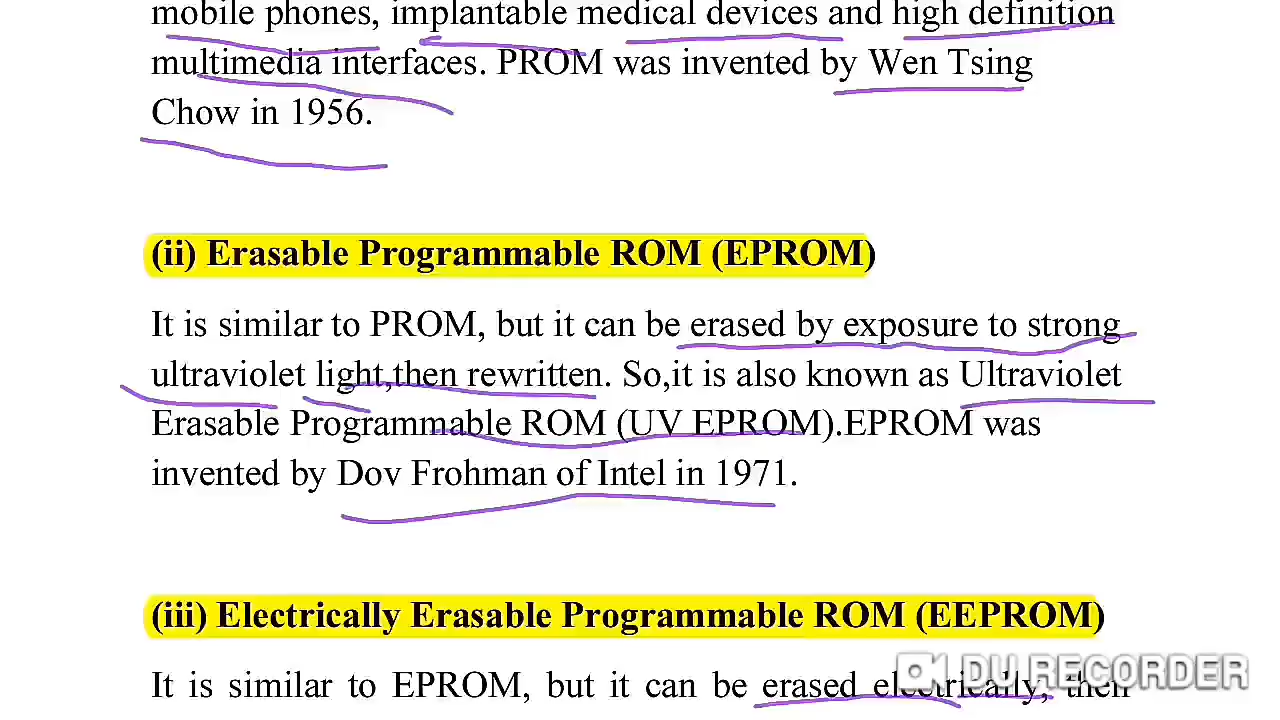 mobile phones, implantable medical devices and high definition
multimedia interfaces. PROM was invented by Wen Tsing
Chow in 1956.
(ii) Erasable Programmable ROM (EPROM)
It is similar to PROM, but it can be erased by exposure to strong
ultraviolet light,then rewritten. So,it is also known as Ultraviolet
Erasable Programmable ROM (UV EPROM).EPROM was
invented by Dov Frohman of Intel in 1971.
(iii) Electrically Erasable Programmable ROM (EEPROM)
It is similar to EPROM, but it can be erased electrically, then
DU RECORDER